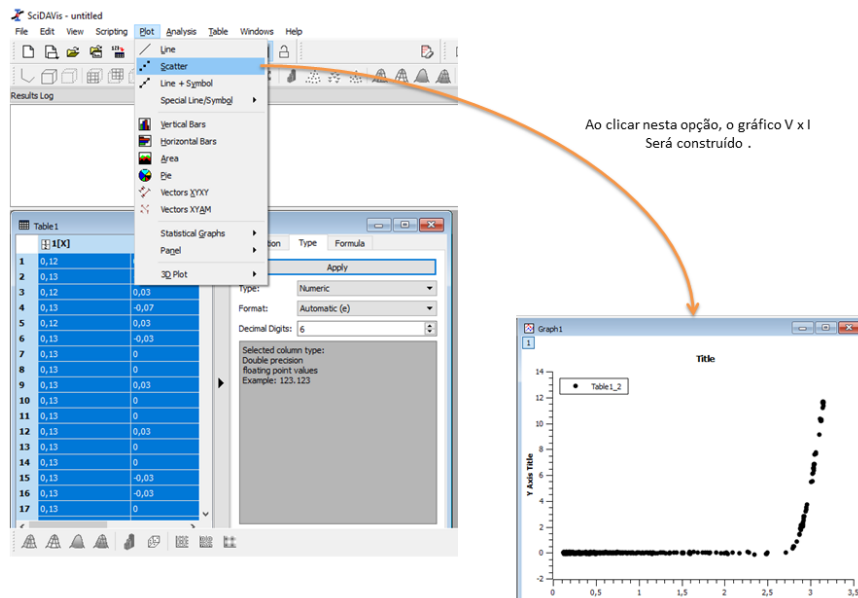 SciDAVis - untitled
File Edit View Scripting Plot Analysis Table Windows Help
Line
Scatter
Line + Symbol
Special Line/Symbol
Vertical Bars
Horizontal Bars
Area
Pie
Vectors XYXY
Vectors XYAM
Statistical Graphs
Panel
3D Plot
Results Log
Ao clicar nesta opção, o gráfico V x I
Será construído .
Table1
1[X]
Type Formula
1 0,12
2 0,13
3 0,12 0,03
4 0,13 -0,07
5 0,12 0,03
6 0,13 -0,03
7 0,13 0
8 0,13 0
9 0,13 0,03
10 0,13 0
11 0,13 0
12 0,13 0,03
13 0,13 0
14 0,13 0
15 0,13 -0,03
16 0,13 -0,03
17 0,13 0
Apply
Type: Numeric
Format: Automatic (e)
Decimal Digits: 6
Selected column type:
Double precision
floating point values
Example: 123.123
Graph1
1
Title
Table1_2
Y Axis Title
14
12
10
8
6
4
2
0
-2
0 0,5 1 1,5 2 2,5 3 3,5